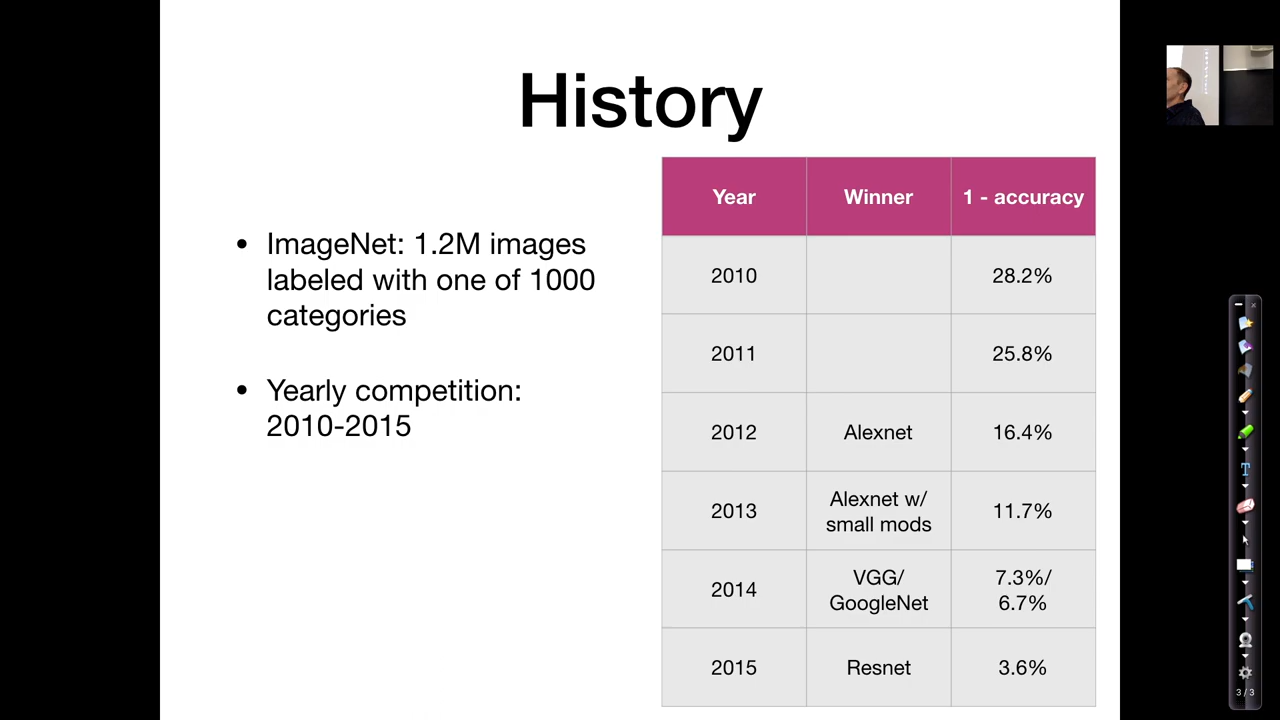 History
• ImageNet: 1.2M images
labeled with one of 1000
categories
• Yearly competition:
2010-2015
Year Winner 1 - accuracy
2010 28.2%
2011 25.8%
2012 Alexnet 16.4%
2013 Alexnet w/
small mods 11.7%
2014 VGG/
GoogleNet 7.3%/
6.7%
2015 Resnet 3.6%
T
3 / 3